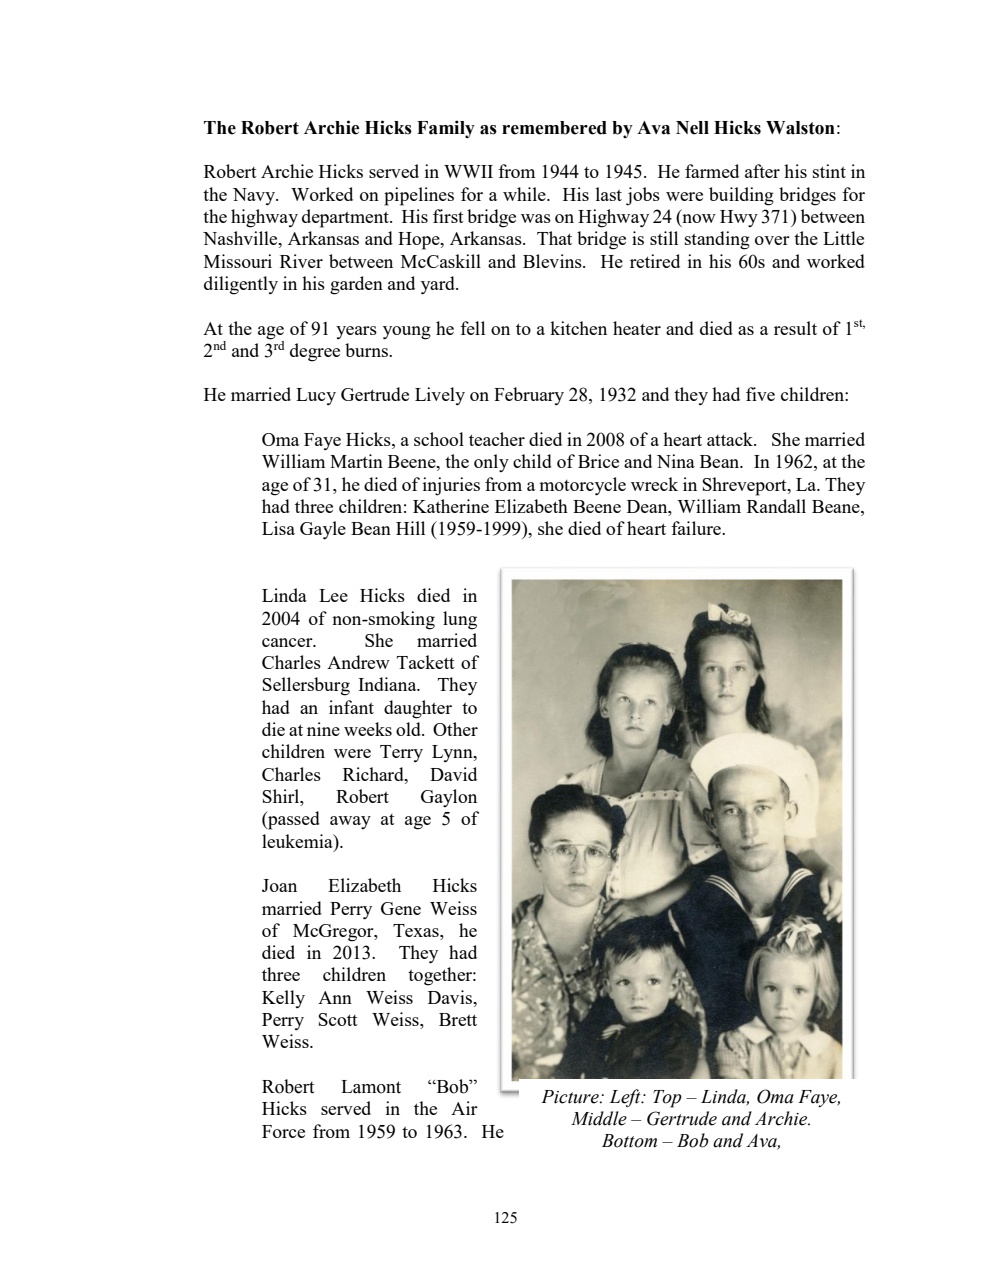 The Robert Archie Hicks Family as remembered by Ava Nell Hicks Walston:
Robert Archie Hicks served in WWII from 1944 to 1945. He farmed after his stint in
the Navy. Worked on pipelines for a while. His last jobs were building bridges for
the highway department. His first bridge was on Highway 24 (now Hwy 371) between
Nashville, Arkansas and Hope, Arkansas. That bridge is still standing over the Little
Missouri River between McCaskill and Blevins. He retired in his 60s and worked
diligently in his garden and yard.
At the age of 91 years young he fell on to a kitchen heater and died as a result of 1st,
2nd and 3rd degree burns.
He married Lucy Gertrude Lively on February 28, 1932 and they had five children:
Oma Faye Hicks, a school teacher died in 2008 of a heart attack. She married
William Martin Beene, the only child of Brice and Nina Bean. In 1962, at the
age of 31, he died of injuries from a motorcycle wreck in Shreveport, La. They
had three children: Katherine Elizabeth Beene Dean, William Randall Beane,
Lisa Gayle Bean Hill (1959-1999), she died of heart failure.
Linda Lee Hicks died in
2004 of non-smoking lung
cancer. She married
Charles Andrew Tackett of
Sellersburg Indiana. They
had an infant daughter to
die at nine weeks old. Other
children were Terry Lynn,
Charles Richard, David
Shirl, Robert Gaylon
(passed away at age 5 of
leukemia).
Joan Elizabeth Hicks
married Perry Gene Weiss
of McGregor, Texas, he
died in 2013. They had
three children together:
Kelly Ann Weiss Davis,
Perry Scott Weiss, Brett
Weiss.
Robert Lamont “Bob”
Hicks served in the Air
Force from 1959 to 1963. He
Picture: Left: Top – Linda, Oma Faye,
Middle – Gertrude and Archie.
Bottom – Bob and Ava,
125